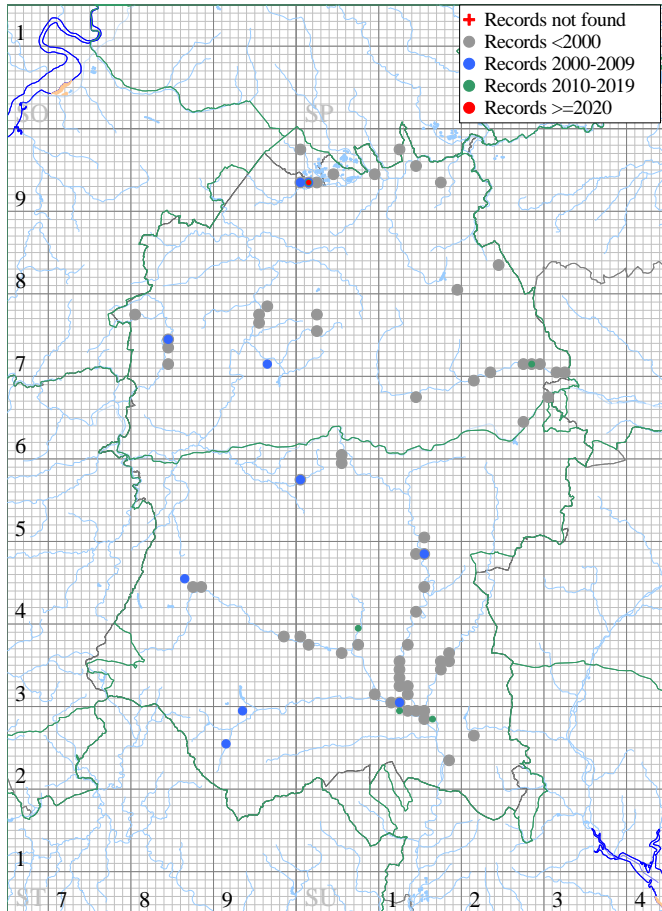 Records not found
Records <2000
Records 2000-2009
Records 2010-2019
Records >=2020
1
SO
SP
9
8
7
6
5
4
3
2
1
ST
7
8
9
SU
1
2
3
4